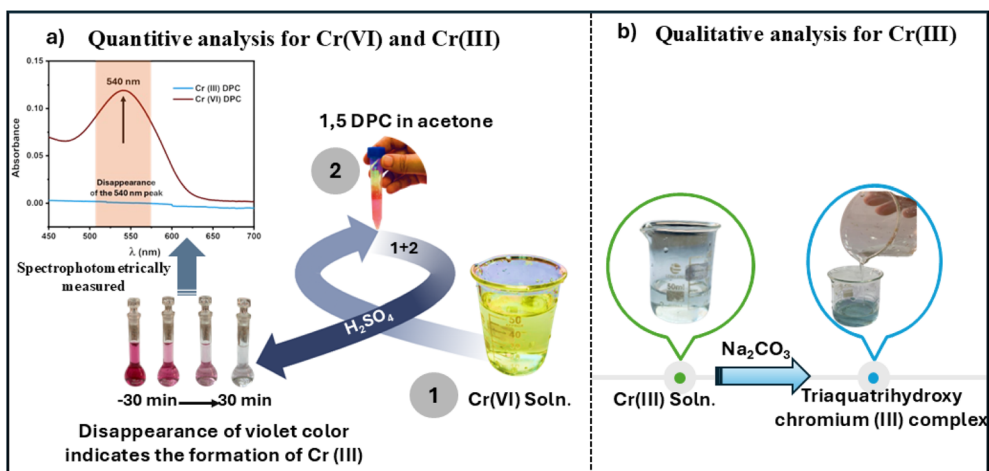 a) Quantitive analysis for Cr(VI) and Cr(III)
0.15
0.10
0.05
0.00
Absorbance
540 nm
Cr (III) DPC
Cr (VI) DPC
Disappearance
of the 540 nm peak
450 500 550 600 650 700
λ (nm)
Spectrophotometrically
measured
-30 min 30 min
Disappearance of violet color
indicates the formation of Cr (III)
1,5 DPC in acetone
2
1+2
H₂SO₄
50
40
1
Cr(VI) Soln.
b) Qualitative analysis for Cr(III)
Cr(III) Soln.
Na₂CO₃
Triaquatrihydroxy
chromium (III) complex